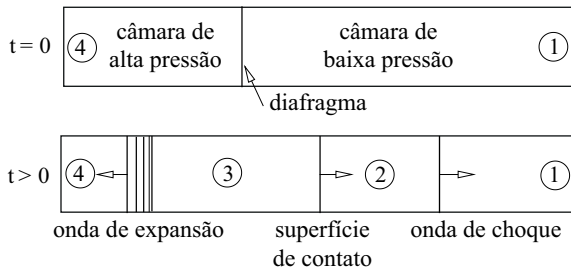 câmara de
alta pressão
câmara de
baixa pressão
t = 0
4
1
diafragma
t > 0
4
3
2
1
onda de expansão
superfície
de contato
onda de choque